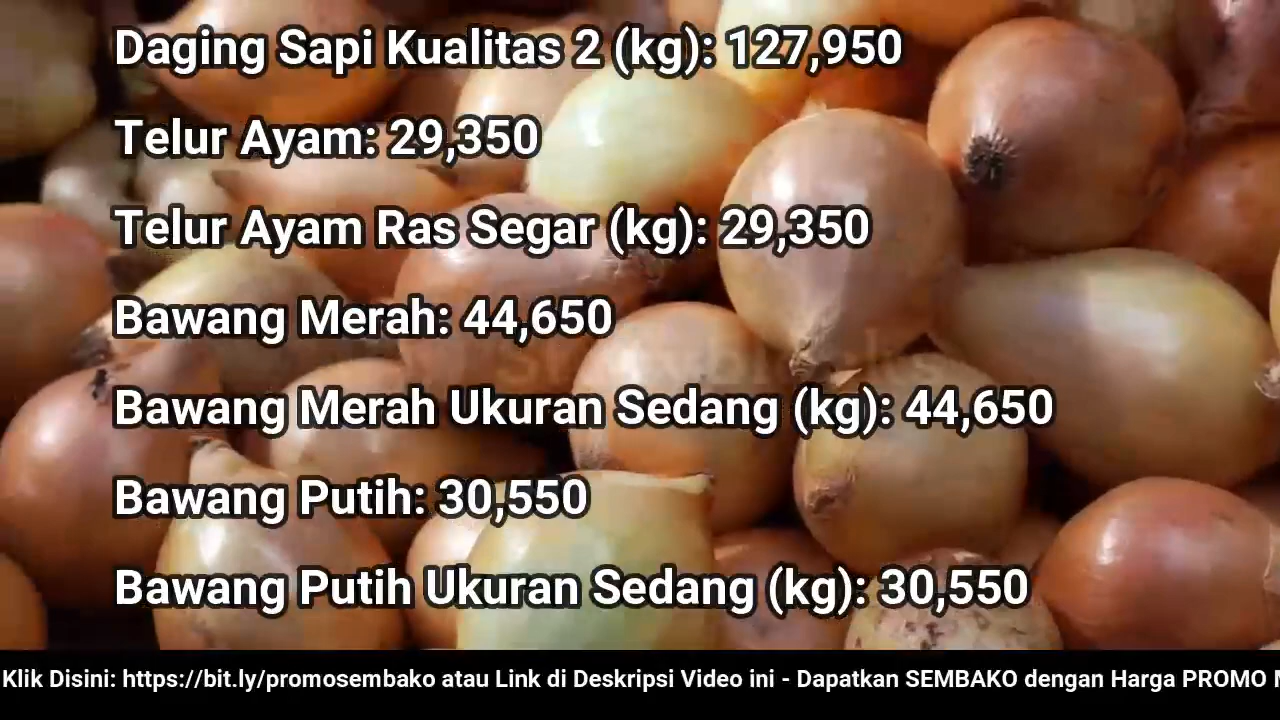 Daging Sapi Kualitas 2 (kg): 127,950
Telur Ayam: 29,350
Telur Ayam Ras Segar (kg): 29,350
Bawang Merah: 44,650
Bawang Merah Ukuran Sedang (kg): 44,650
Bawang Putih: 30,550
Bawang Putih Ukuran Sedang (kg): 30,550
Klik Disini: https://bit.ly/promosembako atau Link di Deskripsi Video ini - Dapatkan SEMBAKO dengan Harga PROMO